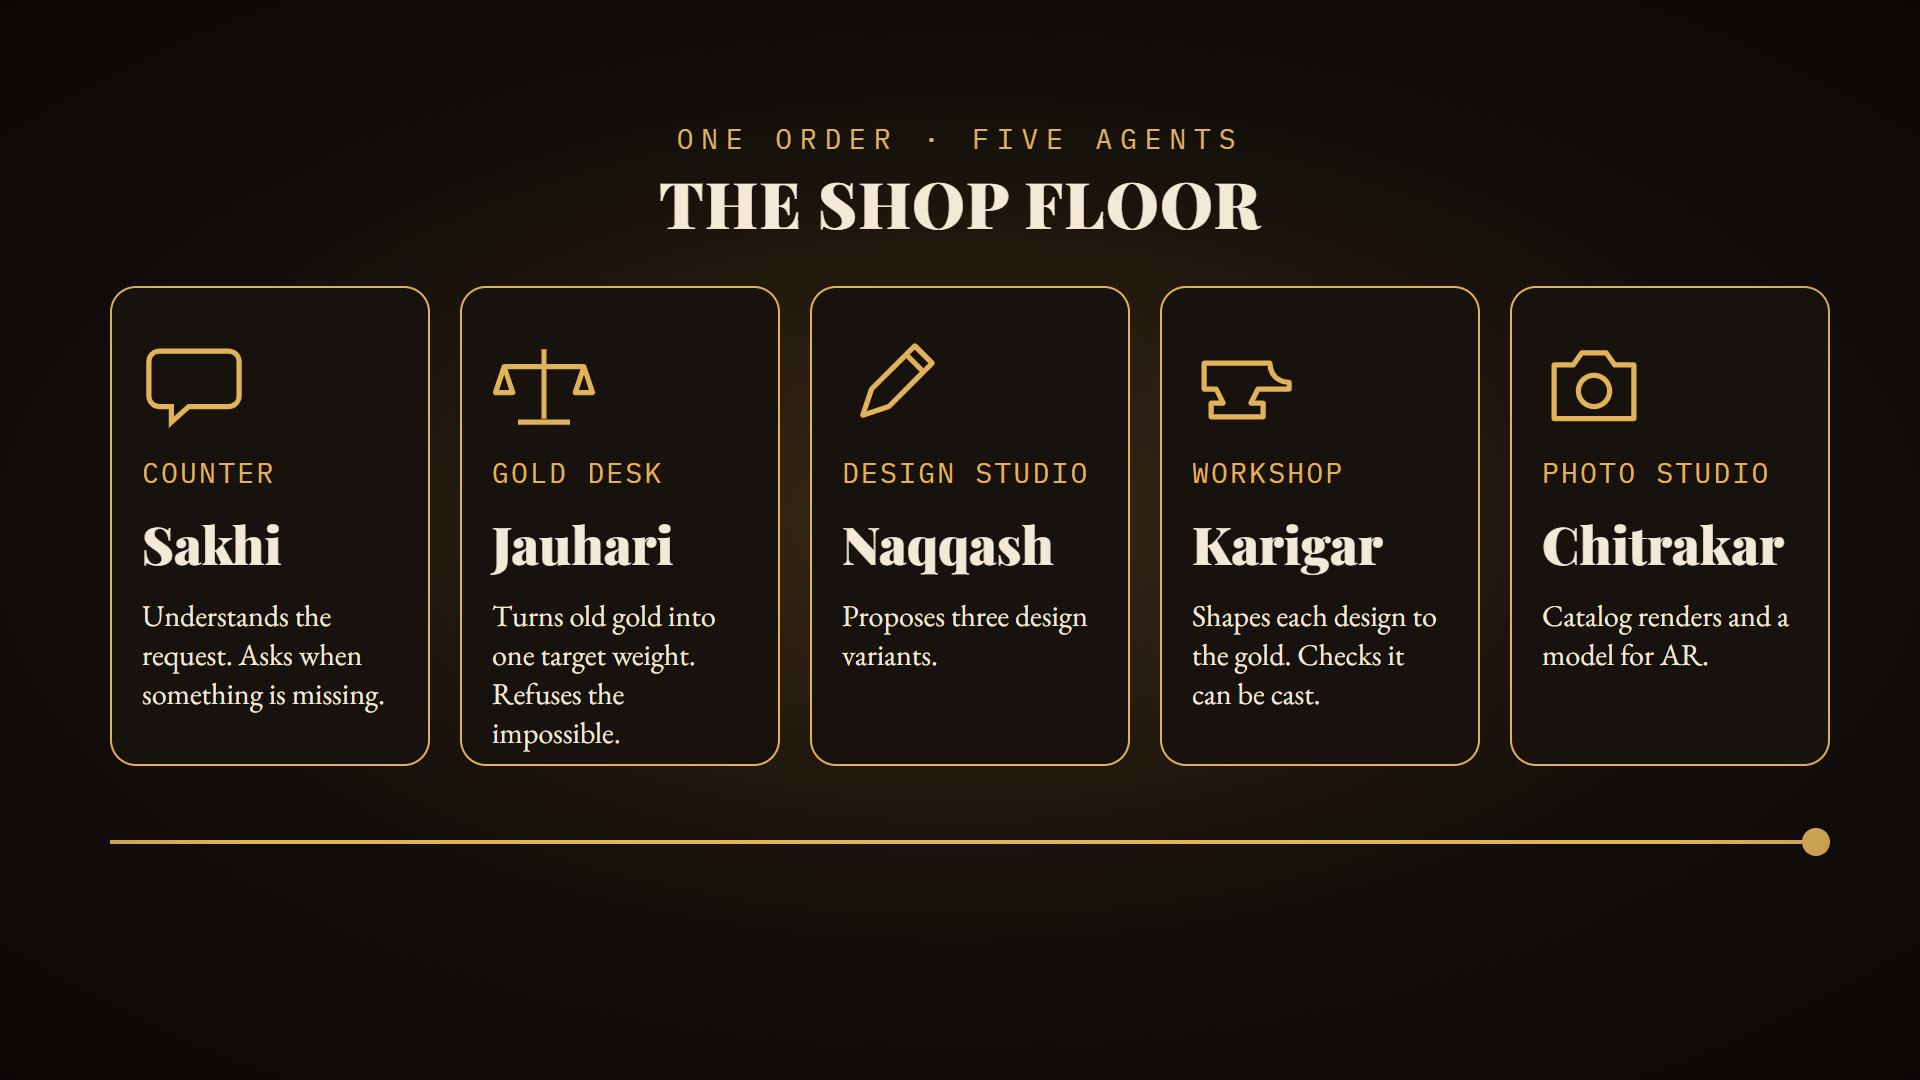 ONE ORDER · FIVE AGENTS
THE SHOP FLOOR
COUNTER
Sakhi
Understands the
request. Asks when
something is missing.
GOLD DESK
Jauhari
Turns old gold into
one target weight.
Refuses the
impossible.
DESIGN STUDIO
Naqqash
Proposes three design
variants.
WORKSHOP
Karigar
Shapes each design to
the gold. Checks it
can be cast.
PHOTO STUDIO
Chitrakar
Catalog renders and a
model for AR.